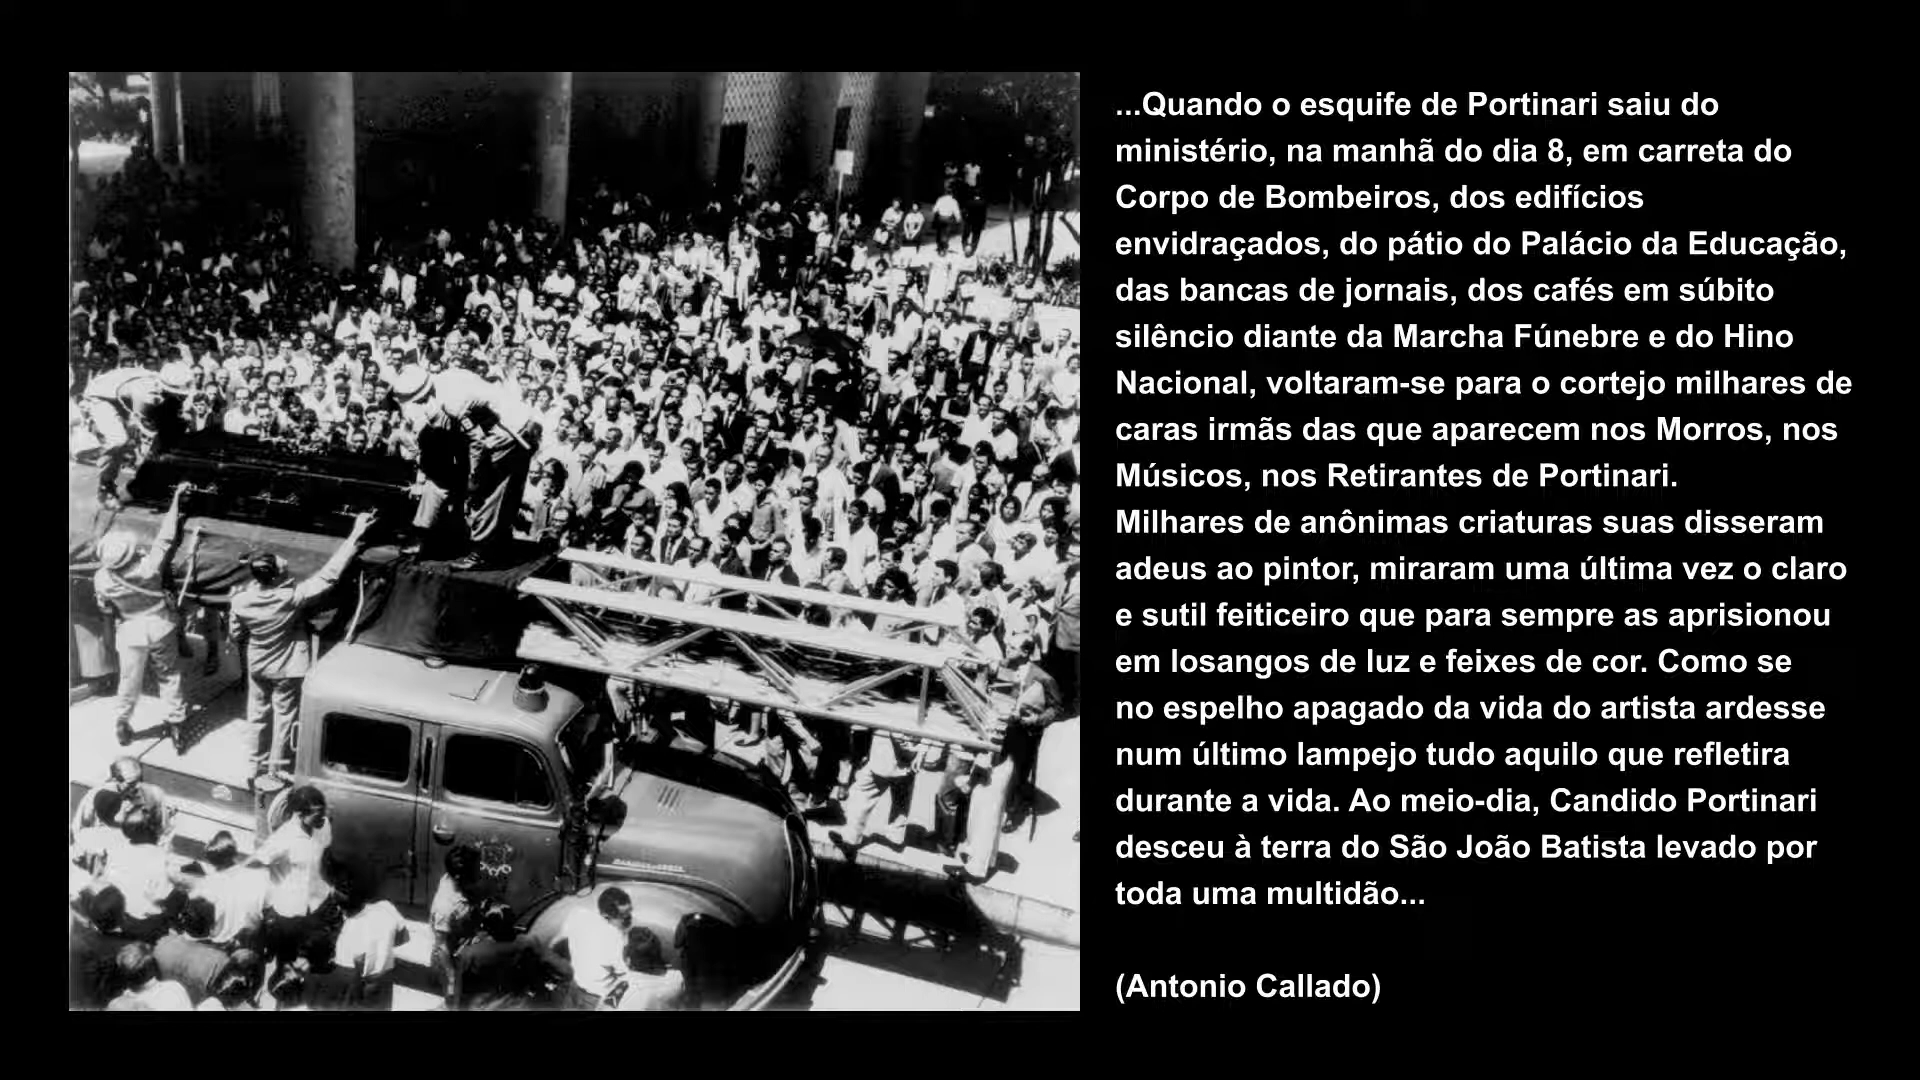 ...Quando o esquife de Portinari saiu do
ministério, na manhã do dia 8, em carreta do
Corpo de Bombeiros, dos edifícios
envidraçados, do pátio do Palácio da Educação,
das bancas de jornais, dos cafés em súbito
silêncio diante da Marcha Fúnebre e do Hino
Nacional, voltaram-se para o cortejo milhares de
caras irmãs das que aparecem nos Morros, nos
Músicos, nos Retirantes de Portinari.
Milhares de anônimas criaturas suas disseram
adeus ao pintor, miraram uma última vez o claro
e sutil feiticeiro que para sempre as aprisionou
em losangos de luz e feixes de cor. Como se
no espelho apagado da vida do artista ardesse
num último lampejo tudo aquilo que refletira
durante a vida. Ao meio-dia, Candido Portinari
desceu à terra do São João Batista levado por
toda uma multidão...
(Antonio Callado)